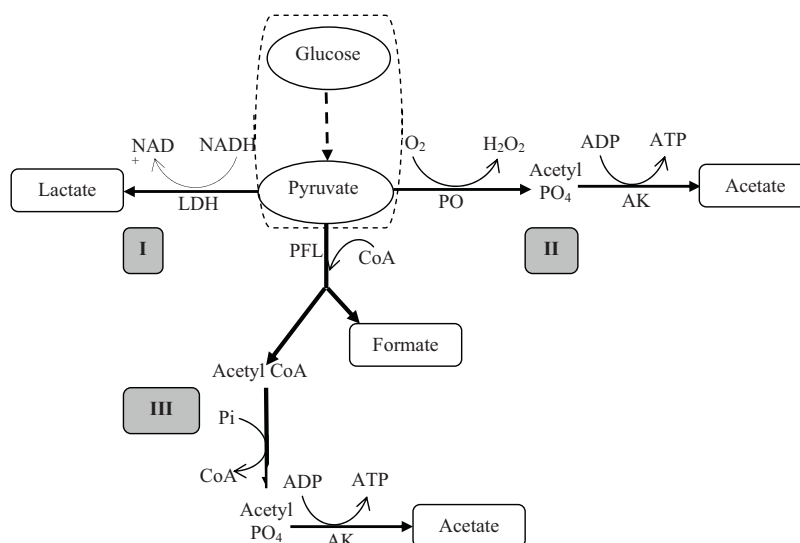 Glucose
NAD
+
NADH
O2
H2O2
ADP
ATP
Lactate
LDH
Pyruvate
PO
Acetyl
PO4
AK
Acetate
I
PFL
CoA
II
Formate
Acetyl CoA
III
Pi
CoA
ADP
ATP
Acetyl
PO4
AK
Acetate